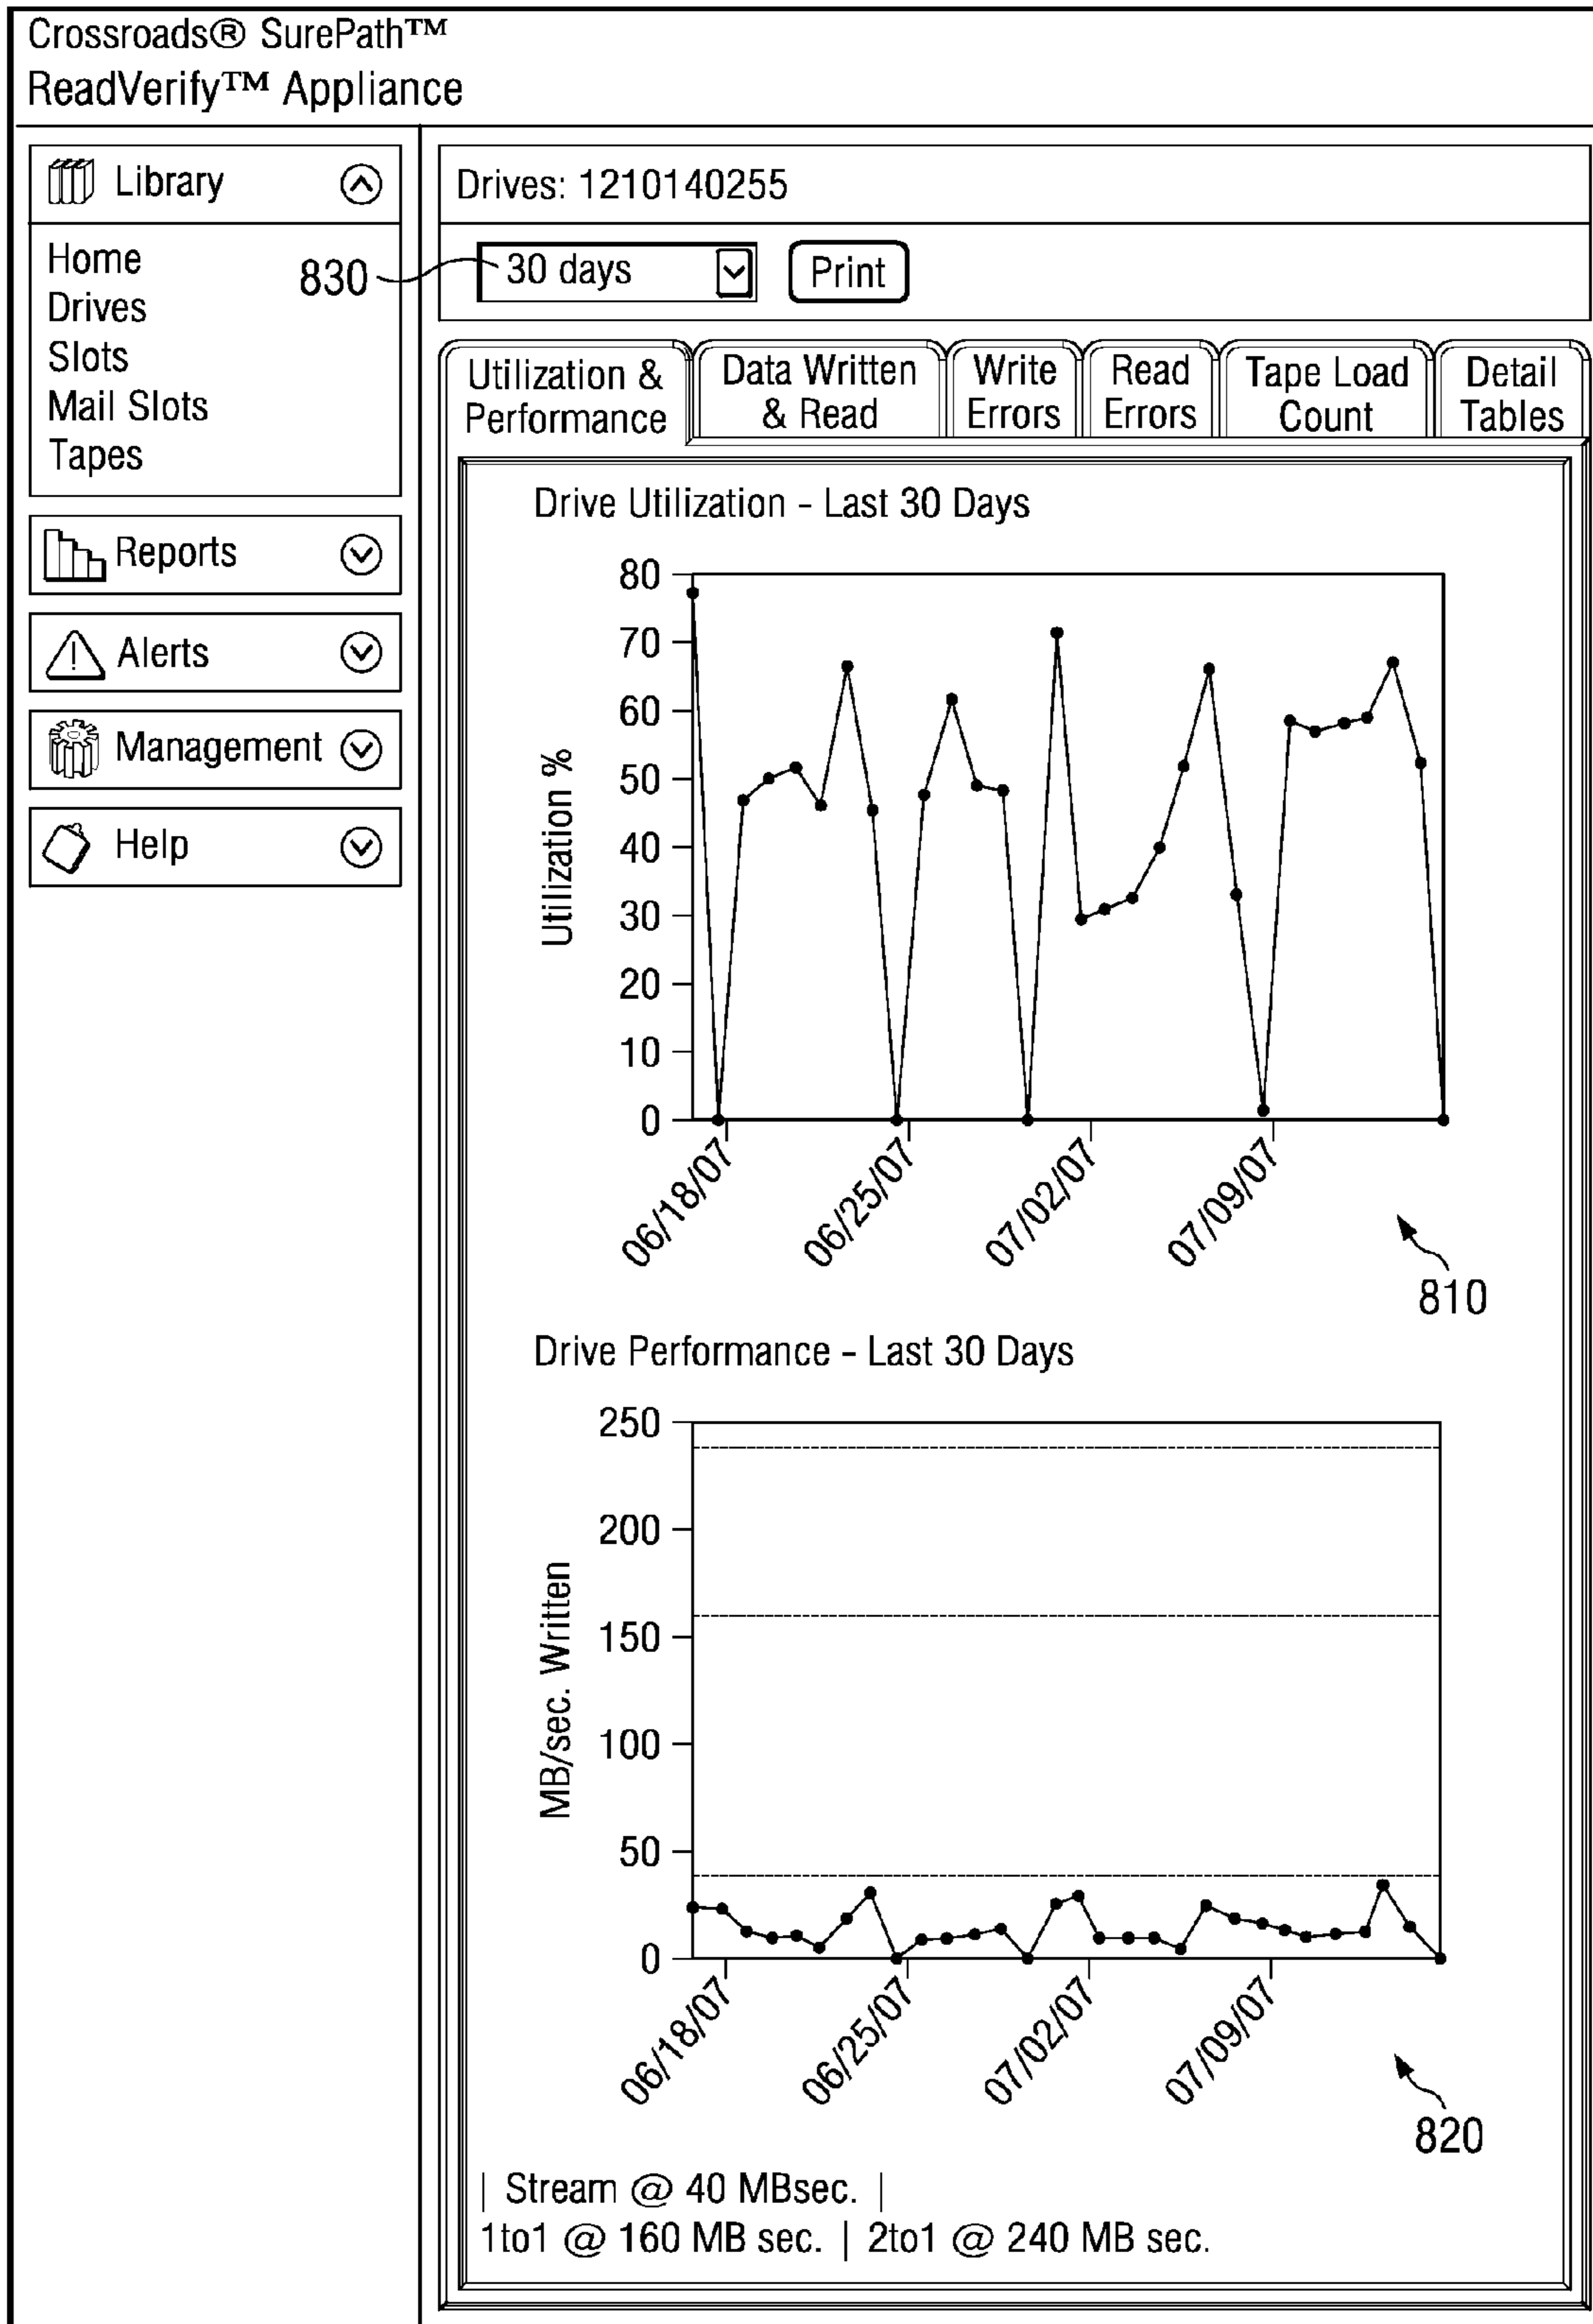 Crossroads® SurePath™
ReadVerify™ Appliance
Library
Home
Drives
Slots
Mail Slots
Tapes
Reports
Alerts
Management
Help
Drives: 1210140255
830
30 days
Print
Utilization &
Performance
Data Written
& Read
Write
Errors
Read
Errors
Tape Load
Count
Detail
Tables
Drive Utilization - Last 30 Days
Utilization %
80
70
60
50
40
30
20
10
0
06/18/07
06/25/07
07/02/07
07/09/07
810
Drive Performance - Last 30 Days
MB/sec. Written
250
200
150
100
50
0
06/18/07
06/25/07
07/02/07
07/09/07
820
| Stream @ 40 MBsec. |
1to1 @ 160 MB sec. | 2to1 @ 240 MB sec.